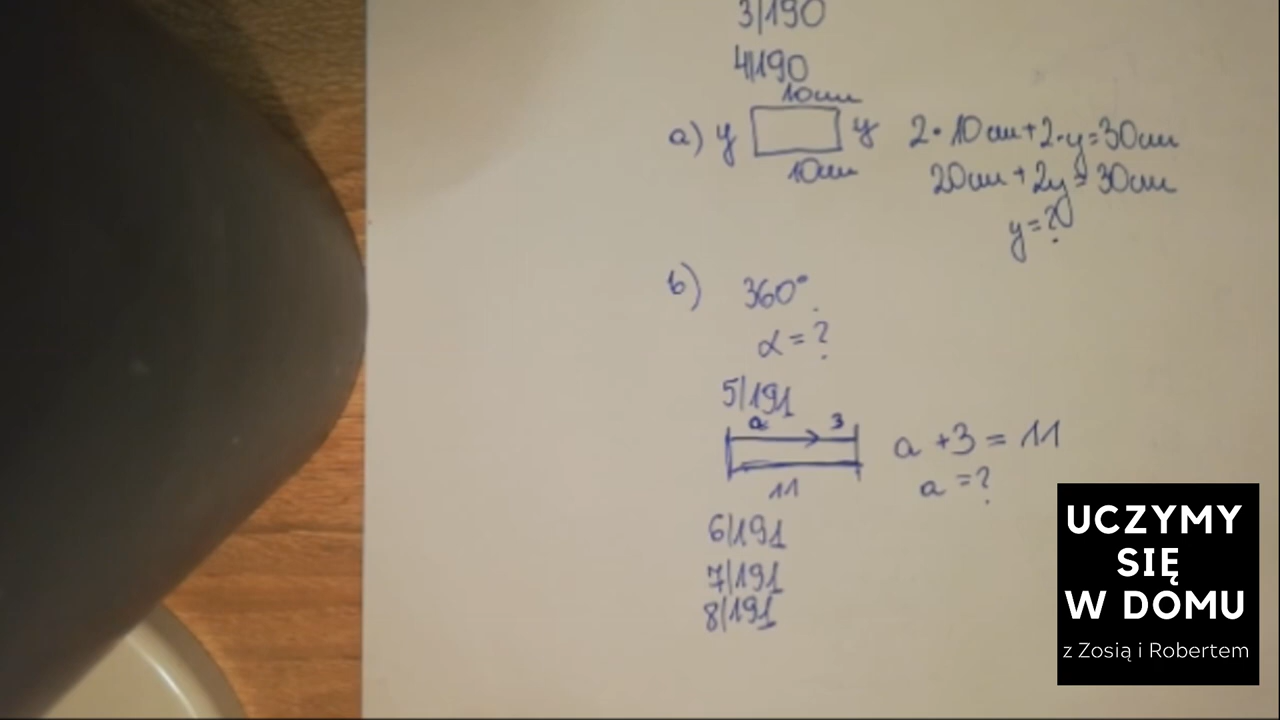 3/190
4/190
10cm
a) y y 2·10cm+2·y=30cm
10cm
20cm+2y=30cm
y=?
b) 360°
α=?
5/191
a 3
a+3=11
11
a=?
6/191
7/191
8/191
UCZYMY
SIĘ
W DOMU
z Zosią i Robertem